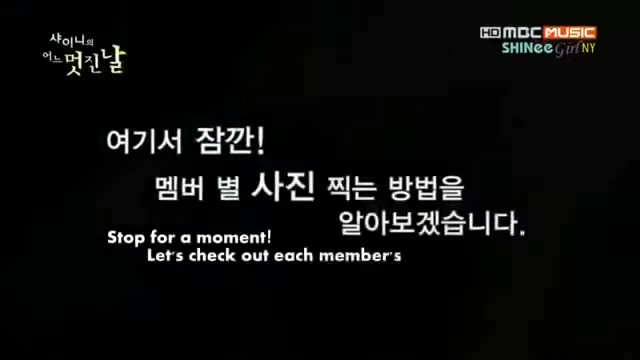 샤이니의
어느 멋진 날
HD MBC MUSIC
SHINee Girl NY
여기서 잠깐!
멤버 별 사진 찍는 방법을
알아보겠습니다.
Stop for a moment!
Let's check out each member's